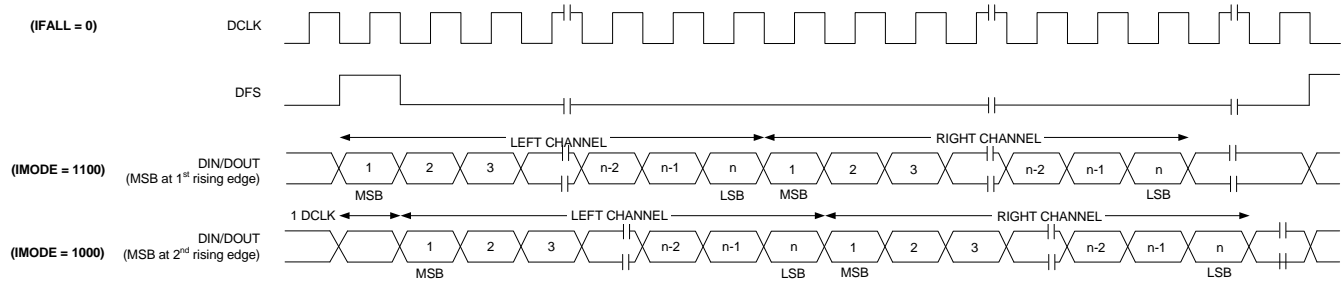 (IFALL = 0) DCLK
DFS
LEFT CHANNEL RIGHT CHANNEL
(IMODE = 1100) DIN/DOUT 1 2 3 n-2 n-1 n 1 2 3 n-2 n-1 n
(MSB at 1st rising edge)
MSB LSB MSB LSB
1 DCLK LEFT CHANNEL RIGHT CHANNEL
(IMODE = 1000) DIN/DOUT 1 2 3 n-2 n-1 n 1 2 3 n-2 n-1 n
(MSB at 2nd rising edge)
MSB LSB MSB LSB